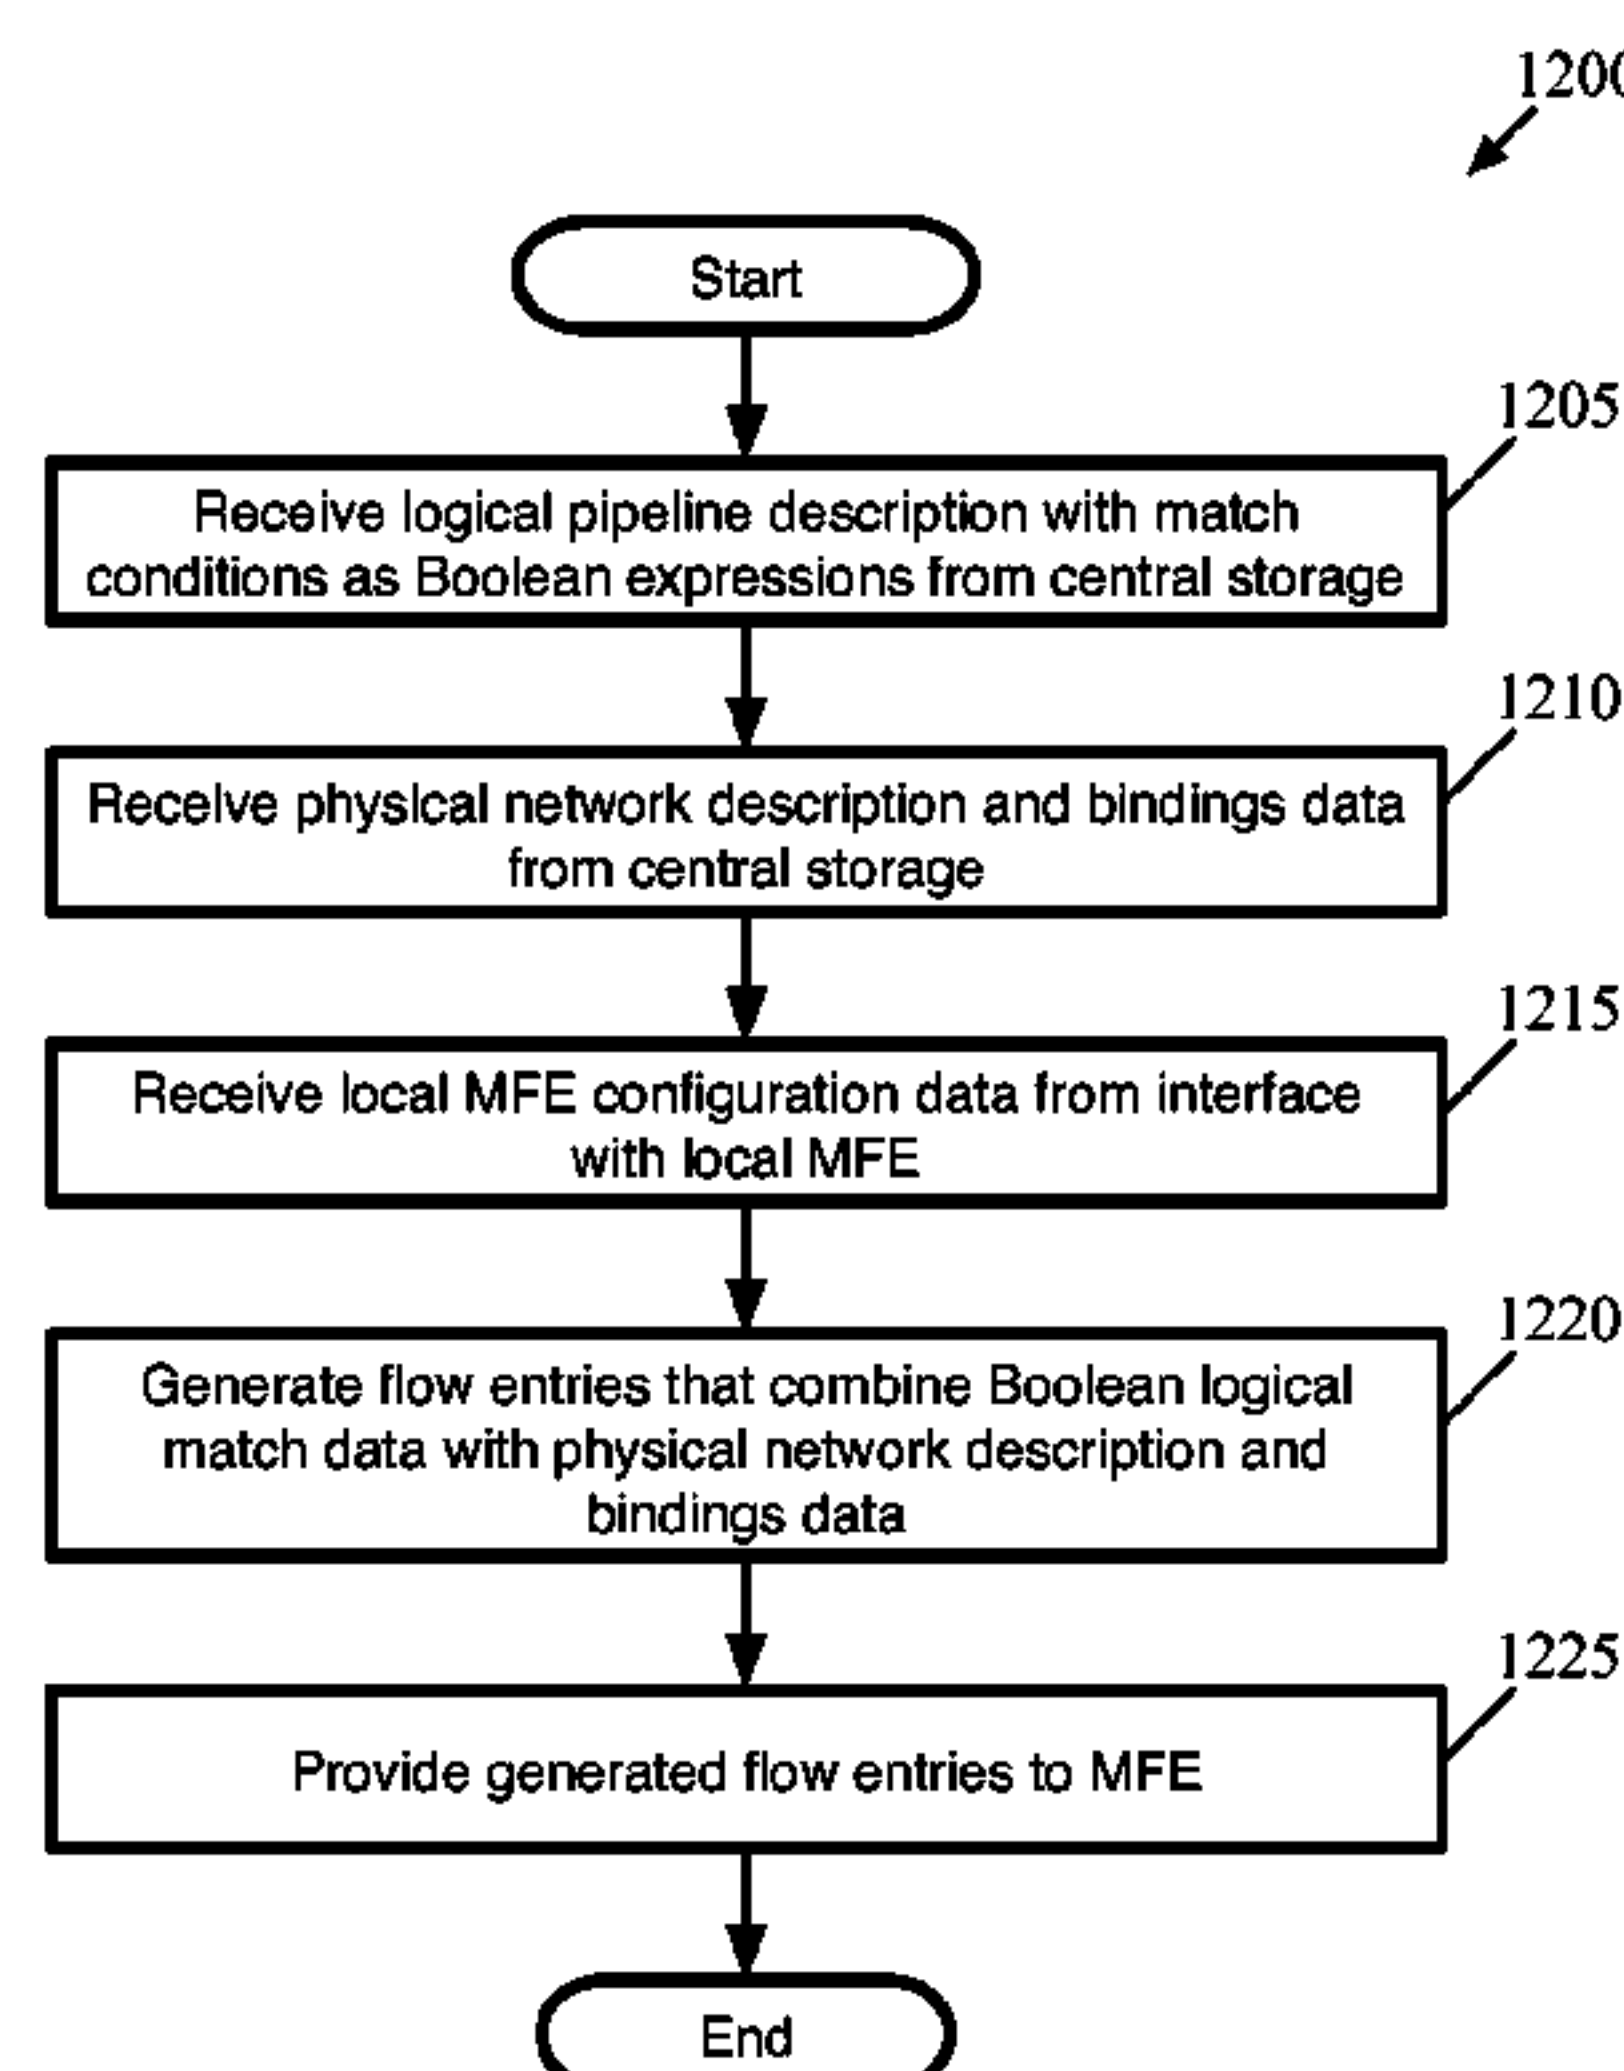 1200
Start
1205
Receive logical pipeline description with match
conditions as Boolean expressions from central storage
1210
Receive physical network description and bindings data
from central storage
1215
Receive local MFE configuration data from interface
with local MFE
1220
Generate flow entries that combine Boolean logical
match data with physical network description and
bindings data
1225
Provide generated flow entries to MFE
End